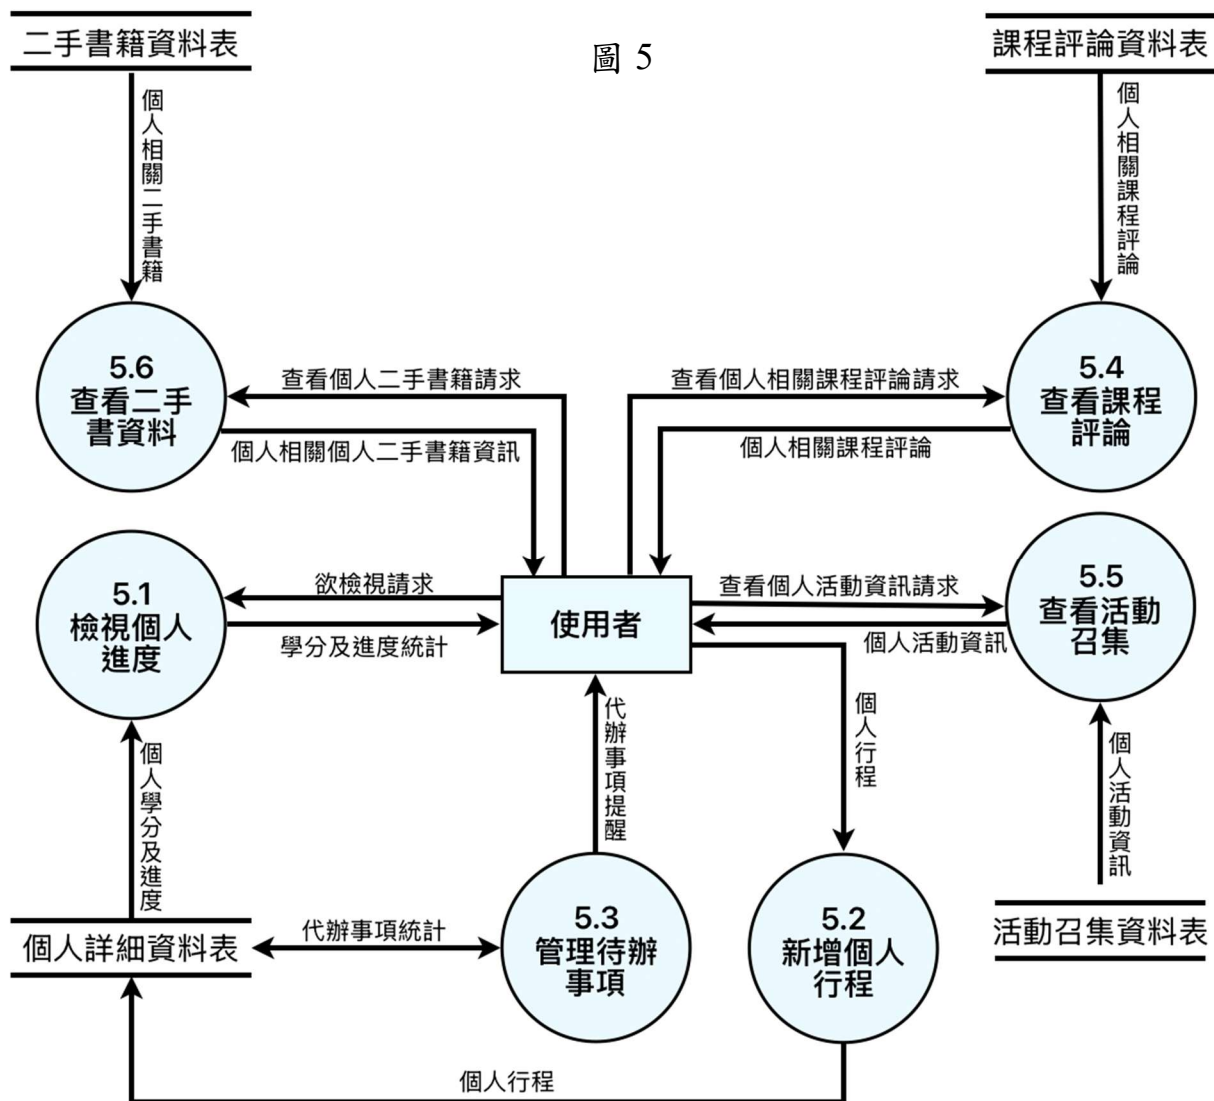 二手書籍資料表
圖 5
課程評論資料表
個人相關二手書籍
個人相關課程評論
5.6
查看二手
書資料
查看個人二手書籍請求
個人相關個人二手書籍資訊
查看個人相關課程評論請求
個人相關課程評論
5.4
查看課程
評論
5.1
檢視個人
進度
欲檢視請求
學分及進度統計
使用者
查看個人活動資訊請求
個人活動資訊
5.5
查看活動
召集
個人學分及進度
代辦事項提醒
個人行程
個人活動資訊
個人詳細資料表
代辦事項統計
5.3
管理待辦
事項
5.2
新增個人
行程
活動召集資料表
個人行程